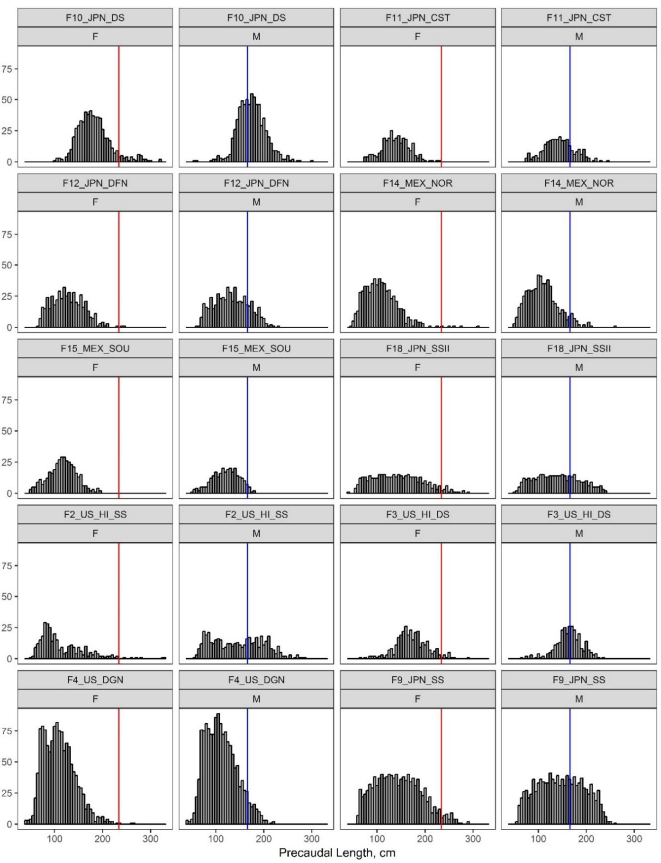 F10_JPN_DS F10_JPN_DS F11_JPN_CST F11_JPN_CST
F M F M
75
50
25
0
F12_JPN_DFN F12_JPN_DFN F14_MEX_NOR F14_MEX_NOR
F M F M
75
50
25
0
F15_MEX_SOU F15_MEX_SOU F18_JPN_SSII F18_JPN_SSII
F M F M
75
50
25
0
F2_US_HI_SS F2_US_HI_SS F3_US_HI_DS F3_US_HI_DS
F M F M
75
50
25
0
F4_US_DGN F4_US_DGN F9_JPN_SS F9_JPN_SS
F M F M
75
50
25
0
100 200 300 100 200 300 100 200 300 100 200 300
Precaudal Length, cm